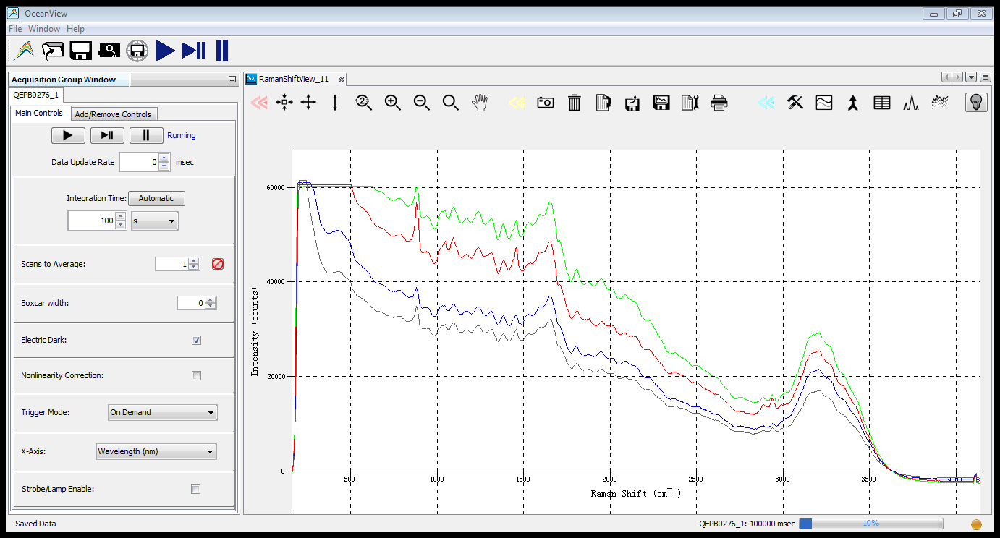 OceanView
File Window Help
Acquisition Group Window
QEPB0276_1
Main Controls
Add/Remove Controls
Running
Data Update Rate 0 msec
Integration Time: Automatic
100 s
Scans to Average: 1
Boxcar width: 0
Electric Dark:
Nonlinearity Correction:
Trigger Mode: On Demand
X-Axis: Wavelength (nm)
Strobe/Lamp Enable:
RamanShiftView_11
2
60000
40000
20000
0
Intensity (counts)
500 1000 1500 2000 2500 3000 3500 4000
Raman Shift (cm⁻¹)
Saved Data
QEPB0276_1: 100000 msec 10%